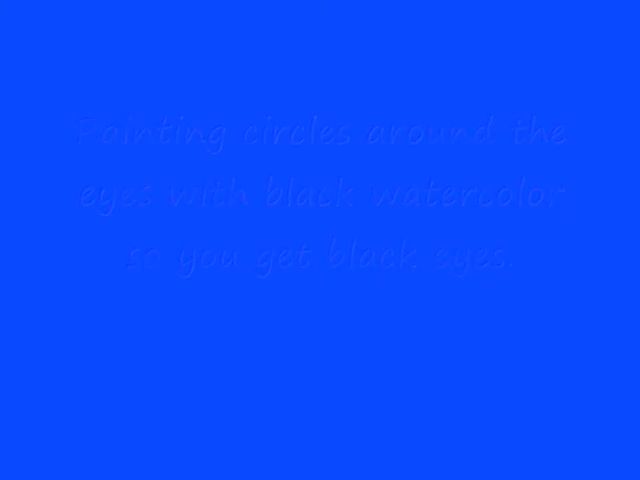 Painting circles around the
eyes with black watercolor
so you get black eyes.